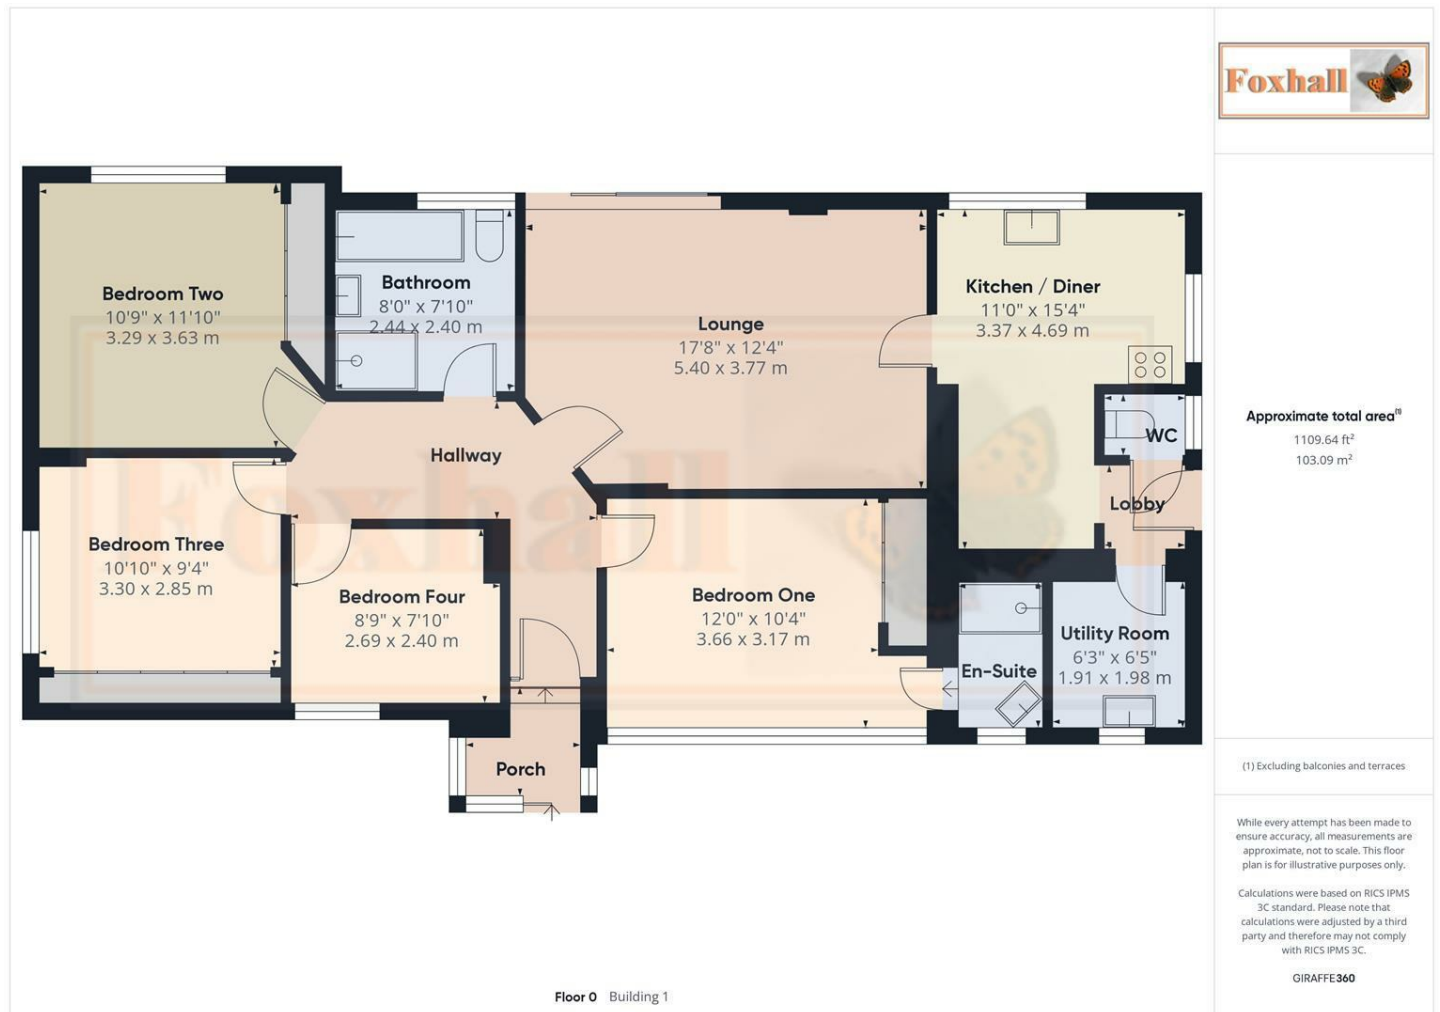 Foxhall
Bedroom Two
10'9" x 11'10"
3.29 x 3.63 m
Bathroom
8'0" x 7'10"
2.44 x 2.40 m
Lounge
17'8" x 12'4"
5.40 x 3.77 m
Kitchen / Diner
11'0" x 15'4"
3.37 x 4.69 m
WC
Lobby
Hallway
Foxhall
Bedroom Three
10'10" x 9'4"
3.30 x 2.85 m
Bedroom Four
8'9" x 7'10"
2.69 x 2.40 m
Bedroom One
12'0" x 10'4"
3.66 x 3.17 m
En-Suite
Utility Room
6'3" x 6'5"
1.91 x 1.98 m
Porch
Floor 0 Building 1
Approximate total area(1)
1109.64 ft²
103.09 m²
(1) Excluding balconies and terraces
While every attempt has been made to
ensure accuracy, all measurements are
approximate, not to scale. This floor
plan is for illustrative purposes only.
Calculations were based on RICS IPMS
3C standard. Please note that
calculations were adjusted by a third
party and therefore may not comply
with RICS IPMS 3C.
GIRAFFE360